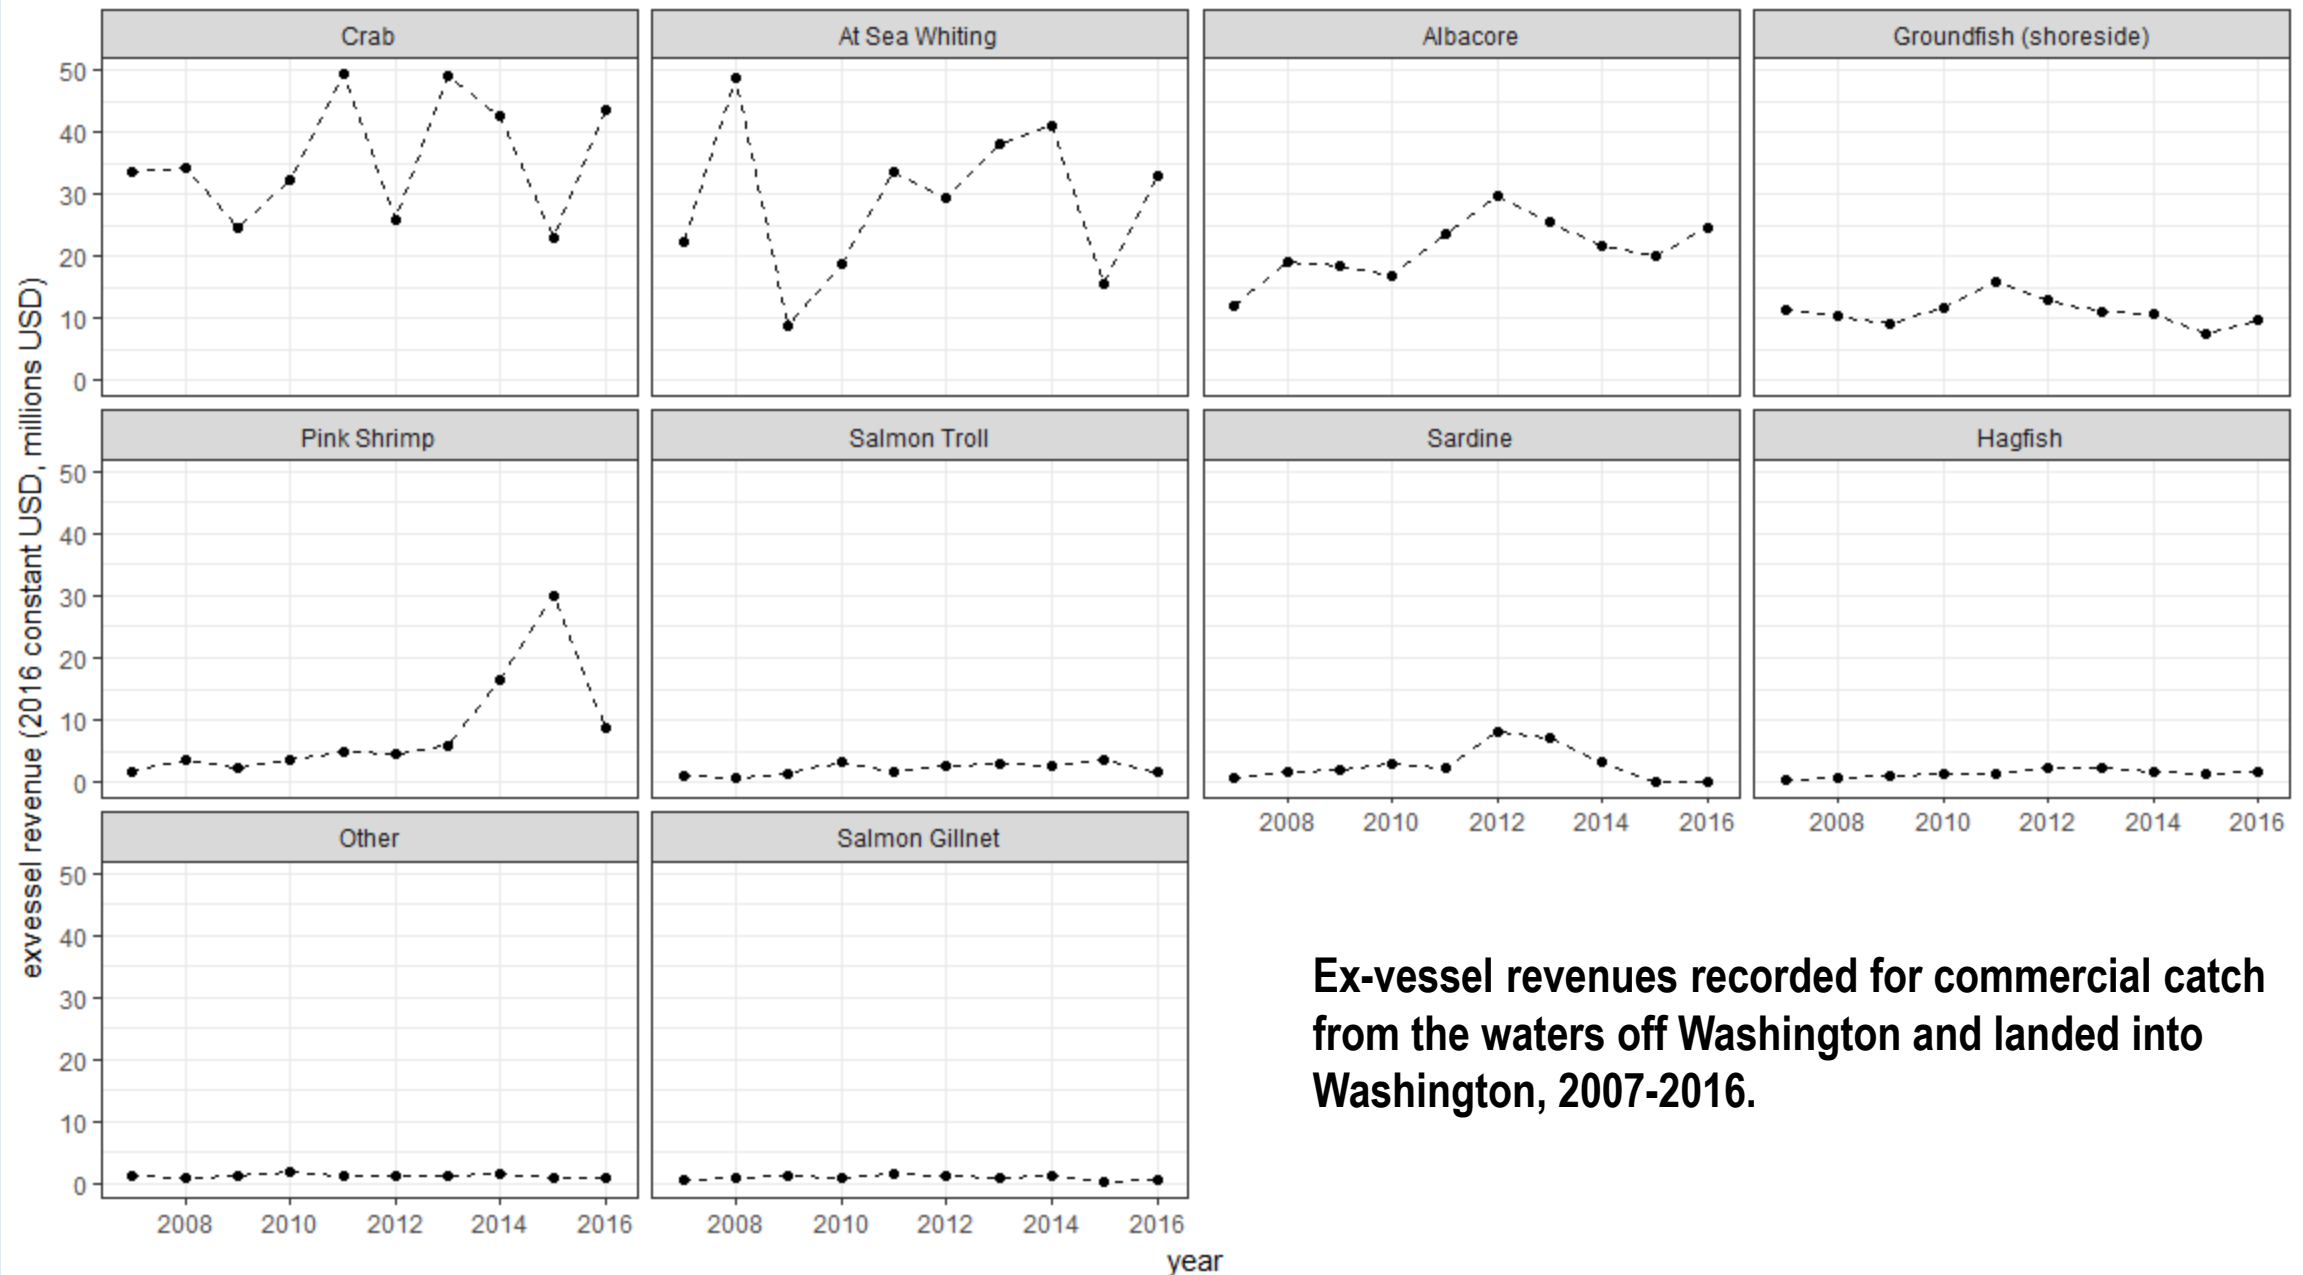 Crab
At Sea Whiting
Albacore
Groundfish (shoreside)
50
40
30
20
10
0
exvessel revenue (2016 constant USD, millions USD)
Pink Shrimp
Salmon Troll
Sardine
Hagfish
50
40
30
20
10
0
2008 2010 2012 2014 2016
2008 2010 2012 2014 2016
Other
Salmon Gillnet
50
40
30
20
10
0
2008 2010 2012 2014 2016
2008 2010 2012 2014 2016
year
Ex-vessel revenues recorded for commercial catch
from the waters off Washington and landed into
Washington, 2007-2016.